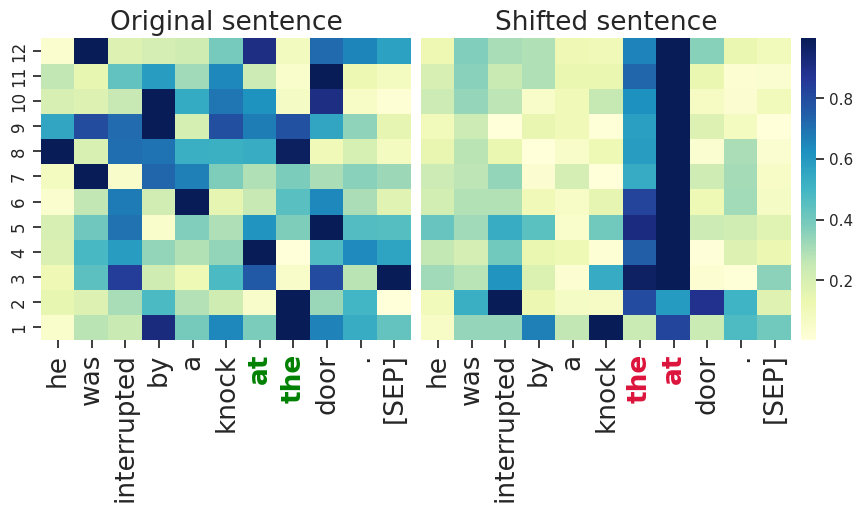 Original sentence
Shifted sentence
12
11
10
9
8
7
6
5
4
3
2
1
he
was
interrupted
by
a
knock
at
the
door
.
[SEP]
he
was
interrupted
by
a
knock
the
at
door
.
[SEP]
0.8
0.6
0.4
0.2